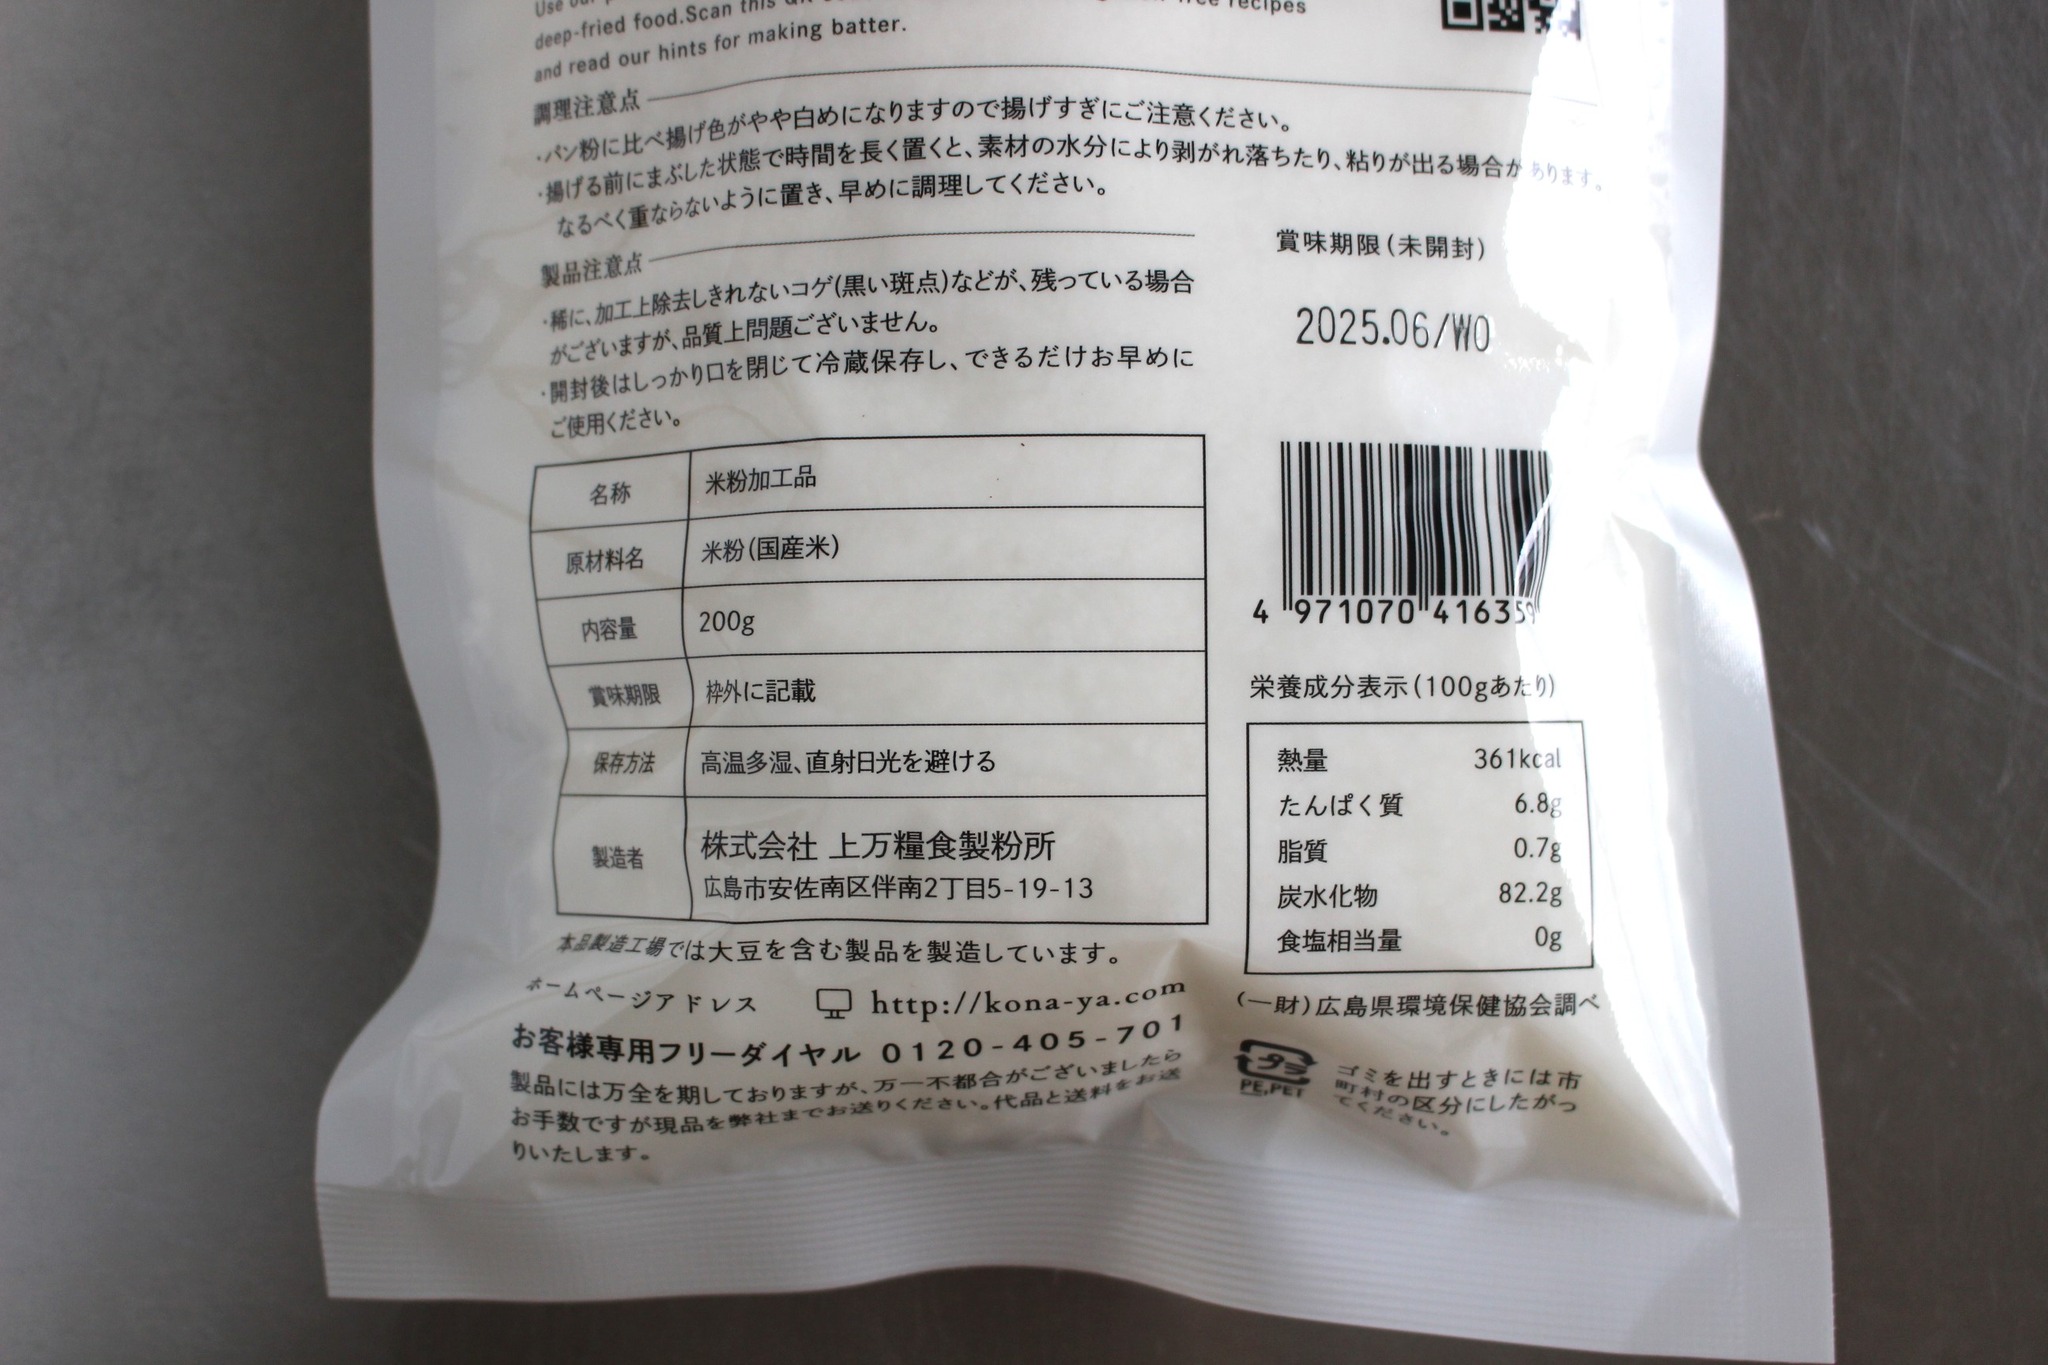 Use our
deep-fried food.Scan this recipes
and read our hints for making batter.
調理注意点
・パン粉に比べ揚げ色がやや白めになりますので揚げすぎにご注意ください。
・揚げる前にまぶした状態で時間を長く置くと、素材の水分により剥がれ落ちたり、粘りが出る場合があります。
なるべく重ならないように置き、早めに調理してください。
製品注意点
・稀に、加工上除去しきれないコゲ(黒い斑点)などが、残っている場合
がございますが、品質上問題ございません。
・開封後はしっかり口を閉じて冷蔵保存し、できるだけお早めに
ご使用ください。
賞味期限(未開封)
2025.06/WO
名称 米粉加工品
原材料名 米粉(国産米)
内容量 200g
賞味期限 枠外に記載
保存方法 高温多湿、直射日光を避ける
製造者 株式会社 上万糧食製粉所
広島市安佐南区伴南2丁目5-19-13
本品製造工場では大豆を含む製品を製造しています。
ホームページアドレス http://kona-ya.com
お客様専用フリーダイヤル 0120-405-701
製品には万全を期しておりますが、万一不都合がございましたら
お手数ですが現品を弊社までお送りください。代品と送料をお送
りいたします。
4 971070 416359
栄養成分表示(100gあたり)
熱量 361kcal
たんぱく質 6.8g
脂質 0.7g
炭水化物 82.2g
食塩相当量 0g
(一財)広島県環境保健協会調べ
プラ
PE,PET
ゴミを出すときには市
町村の区分にしたがっ
てください。